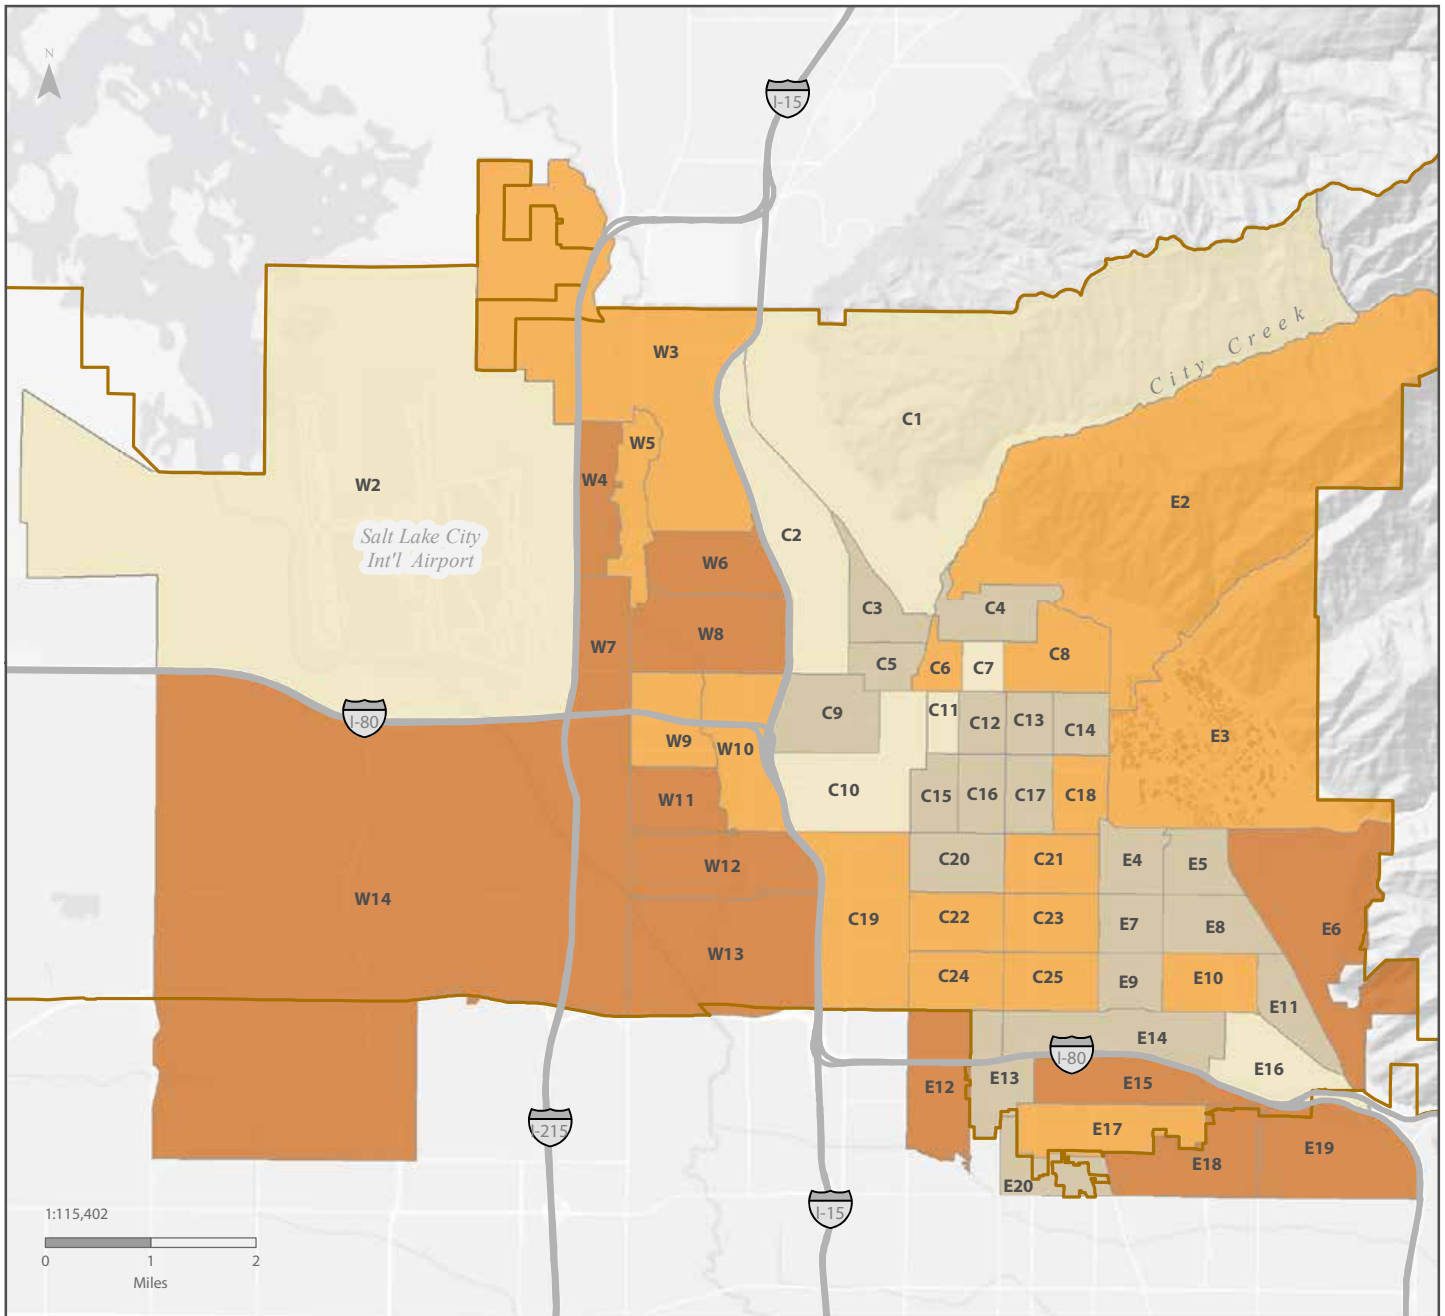 N
I-15
W3
City Creek
C1
W5
W4
W2
E2
Salt Lake City
Int'l Airport
C2
W6
C3
C4
W8
W7
C5
C6
C7
C8
C9
C11
C12
C13
C14
E3
I-80
W9
W10
C10
C15
C16
C17
C18
W11
W12
C20
C21
E4
E5
W14
C19
C22
C23
E7
E8
E6
W13
C24
C25
E9
E10
E11
E14
I-80
E12
E13
E15
E16
I-215
E17
E18
E19
E20
I-15
1:115,402
0 1 2
Miles